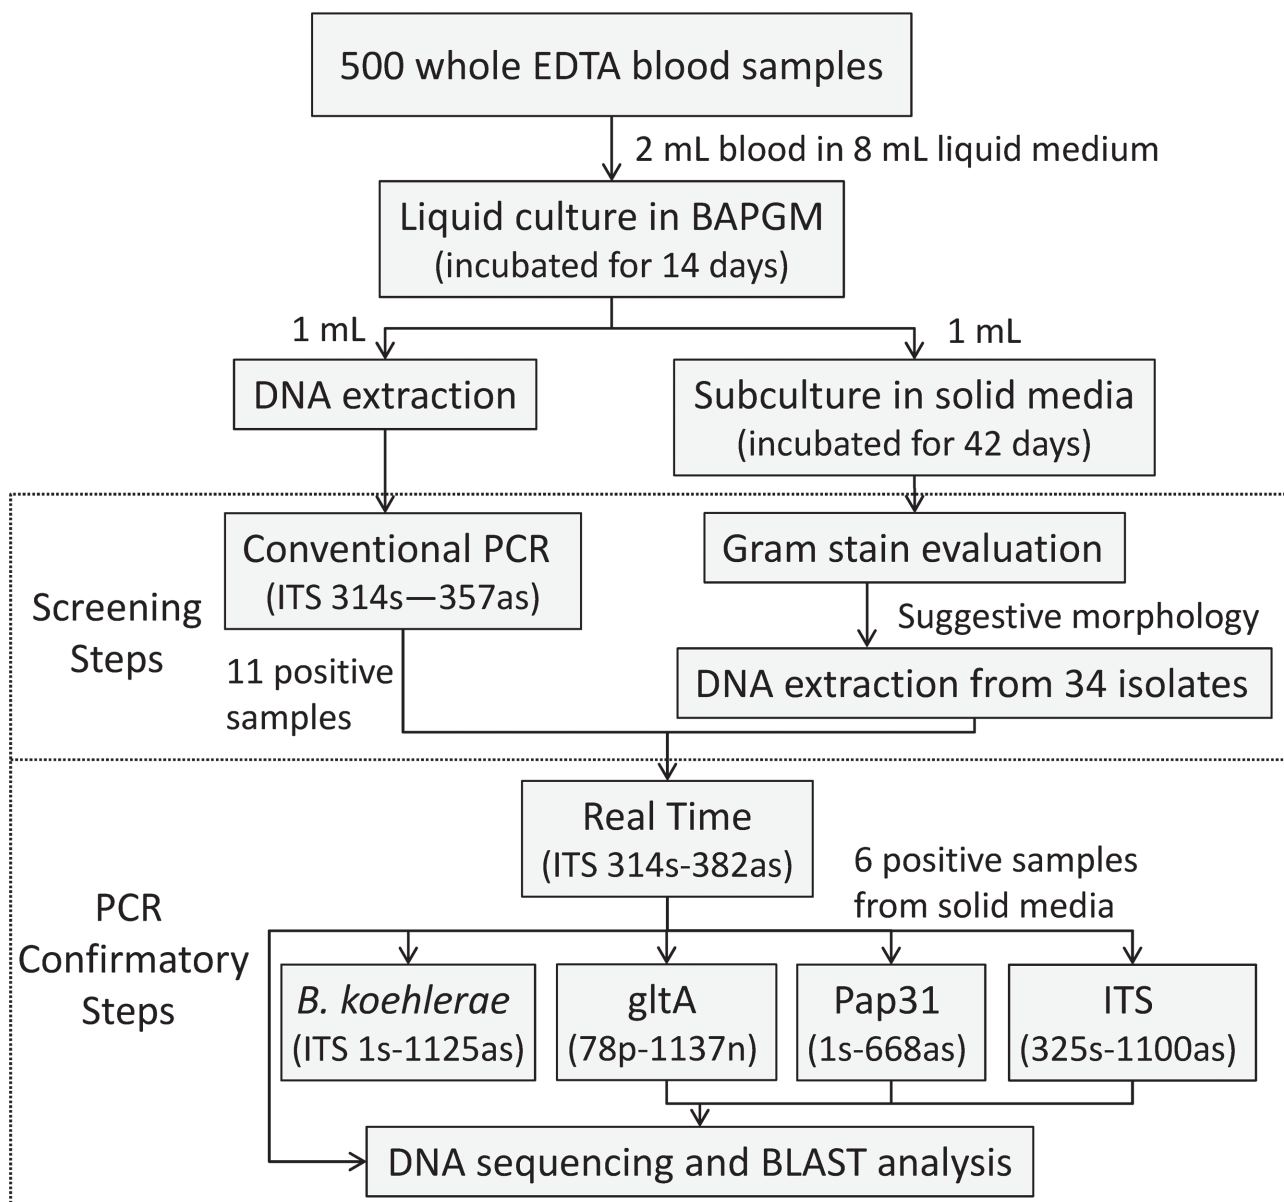 500 whole EDTA blood samples
2 mL blood in 8 mL liquid medium
Liquid culture in BAPGM
(incubated for 14 days)
1 mL
1 mL
DNA extraction
Subculture in solid media
(incubated for 42 days)
Screening
Steps
Conventional PCR
(ITS 314s—357as)
Gram stain evaluation
Suggestive morphology
11 positive
samples
DNA extraction from 34 isolates
PCR
Confirmatory
Steps
Real Time
(ITS 314s-382as)
6 positive samples
from solid media
B. koehlerae
(ITS 1s-1125as)
gltA
(78p-1137n)
Pap31
(1s-668as)
ITS
(325s-1100as)
DNA sequencing and BLAST analysis